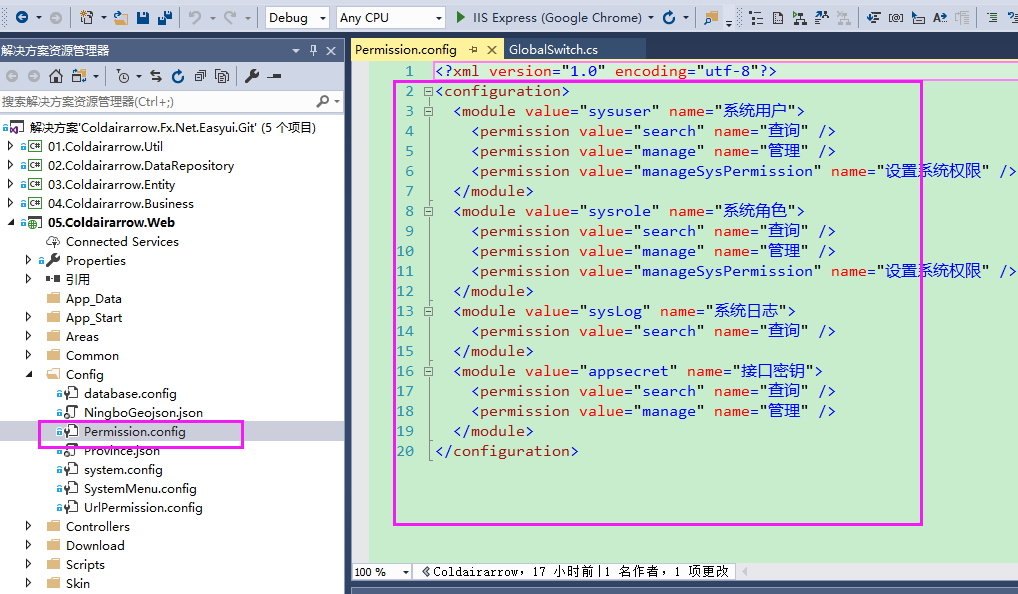 Debug
Any CPU
IIS Express (Google Chrome)
解决方案资源管理器
搜索解决方案资源管理器(Ctrl+;)
解决方案'Coldairarrow.Fx.Net.Easyui.Git' (5 个项目)
01.Coldairarrow.Util
02.Coldairarrow.DataRepository
03.Coldairarrow.Entity
04.Coldairarrow.Business
05.Coldairarrow.Web
Connected Services
Properties
引用
App_Data
App_Start
Areas
Common
Config
database.config
NingboGeojson.json
Permission.config
Province.json
system.config
SystemMenu.config
UrlPermission.config
Controllers
Download
Scripts
Skin
Permission.config
GlobalSwitch.cs
1 <?xml version="1.0" encoding="utf-8"?>
2 <configuration>
3 <module value="sysuser" name="系统用户">
4 <permission value="search" name="查询" />
5 <permission value="manage" name="管理" />
6 <permission value="manageSysPermission" name="设置系统权限" />
7 </module>
8 <module value="sysrole" name="系统角色">
9 <permission value="search" name="查询" />
10 <permission value="manage" name="管理" />
11 <permission value="manageSysPermission" name="设置系统权限" />
12 </module>
13 <module value="sysLog" name="系统日志">
14 <permission value="search" name="查询" />
15 </module>
16 <module value="appsecret" name="接口密钥">
17 <permission value="search" name="查询" />
18 <permission value="manage" name="管理" />
19 </module>
20 </configuration>
100 %
Coldairarrow，17 小时前|1 名作者，1 项更改